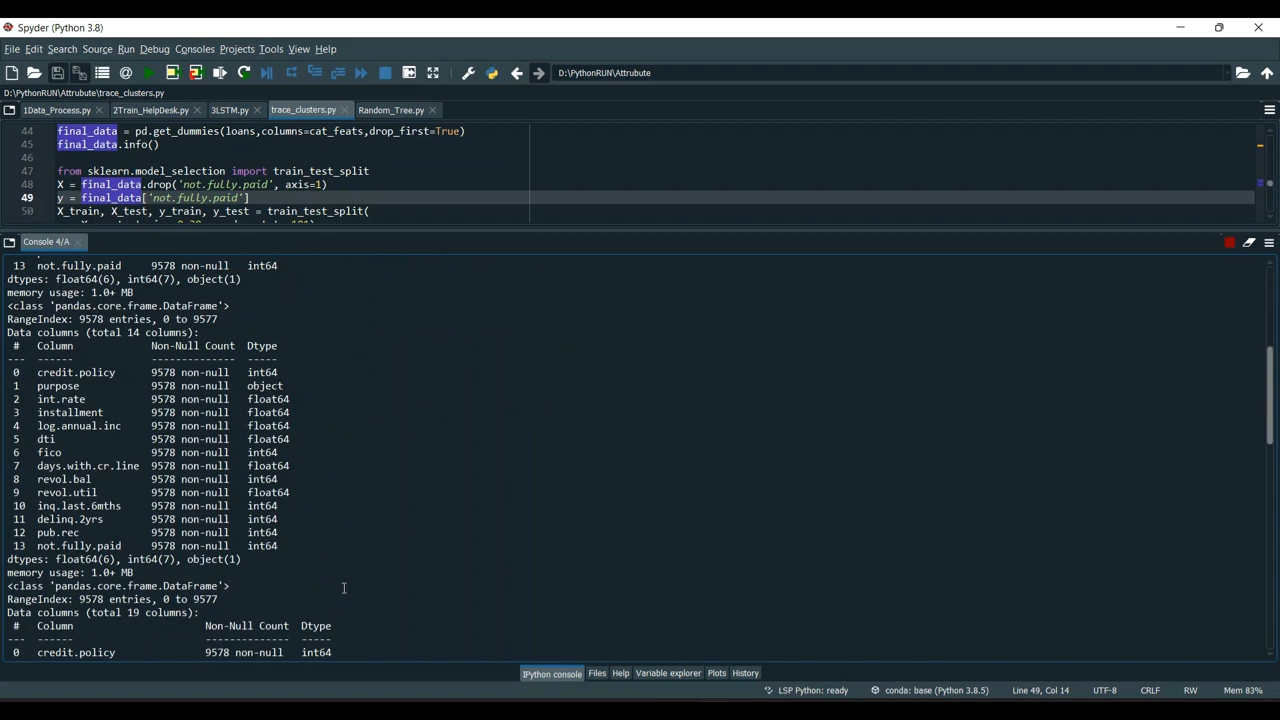 Spyder (Python 3.8)
File Edit Search Source Run Debug Consoles Projects Tools View Help
D:\PythonRUN\Attrubute
D:\PythonRUN\Attrubute\trace_clusters.py
1Data_Process.py 2Train_HelpDesk.py 3LSTM.py trace_clusters.py Random_Tree.py
44 final_data = pd.get_dummies(loans,columns=cat_feats,drop_first=True)
45 final_data.info()
46
47 from sklearn.model_selection import train_test_split
48 X = final_data.drop('not.fully.paid', axis=1)
49 y = final_data['not.fully.paid']
50 X_train, X_test, y_train, y_test = train_test_split(
Console 4/A
13 not.fully.paid 9578 non-null int64
dtypes: float64(6), int64(7), object(1)
memory usage: 1.0+ MB
<class 'pandas.core.frame.DataFrame'>
RangeIndex: 9578 entries, 0 to 9577
Data columns (total 14 columns):
# Column Non-Null Count Dtype
--- ------ -------------- -----
0 credit.policy 9578 non-null int64
1 purpose 9578 non-null object
2 int.rate 9578 non-null float64
3 installment 9578 non-null float64
4 log.annual.inc 9578 non-null float64
5 dti 9578 non-null float64
6 fico 9578 non-null int64
7 days.with.cr.line 9578 non-null float64
8 revol.bal 9578 non-null int64
9 revol.util 9578 non-null float64
10 inq.last.6mths 9578 non-null int64
11 delinq.2yrs 9578 non-null int64
12 pub.rec 9578 non-null int64
13 not.fully.paid 9578 non-null int64
dtypes: float64(6), int64(7), object(1)
memory usage: 1.0+ MB
<class 'pandas.core.frame.DataFrame'>
RangeIndex: 9578 entries, 0 to 9577
Data columns (total 19 columns):
# Column Non-Null Count Dtype
--- ------ -------------- -----
0 credit.policy 9578 non-null int64
IPython console Files Help Variable explorer Plots History
LSP Python: ready conda: base (Python 3.8.5) Line 49, Col 14 UTF-8 CRLF RW Mem 83%